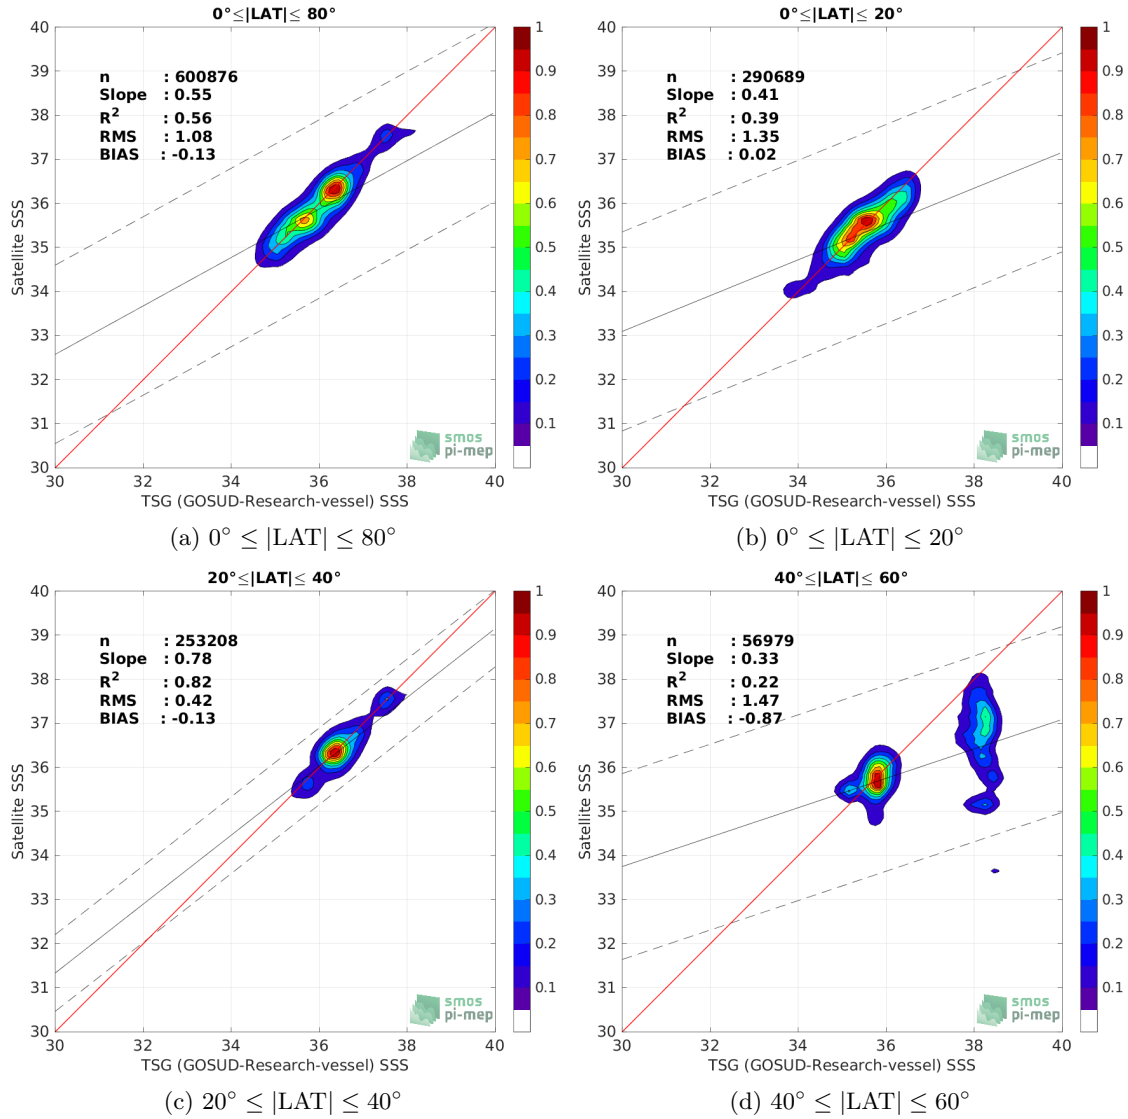 0°≤|LAT|≤ 80°
n : 600876
Slope : 0.55
R² : 0.56
RMS : 1.08
BIAS : -0.13
40
39
38
37
36
35
34
33
32
31
30
Satellite SSS
30 32 34 36 38 40
TSG (GOSUD-Research-vessel) SSS
1
0.9
0.8
0.7
0.6
0.5
0.4
0.3
0.2
0.1
smos
pi-mep
(a) 0° ≤ |LAT| ≤ 80°
0°≤|LAT|≤ 20°
n : 290689
Slope : 0.41
R² : 0.39
RMS : 1.35
BIAS : 0.02
40
39
38
37
36
35
34
33
32
31
30
Satellite SSS
30 32 34 36 38 40
TSG (GOSUD-Research-vessel) SSS
1
0.9
0.8
0.7
0.6
0.5
0.4
0.3
0.2
0.1
smos
pi-mep
(b) 0° ≤ |LAT| ≤ 20°
20°≤|LAT|≤ 40°
n : 253208
Slope : 0.78
R² : 0.82
RMS : 0.42
BIAS : -0.13
40
39
38
37
36
35
34
33
32
31
30
Satellite SSS
30 32 34 36 38 40
TSG (GOSUD-Research-vessel) SSS
1
0.9
0.8
0.7
0.6
0.5
0.4
0.3
0.2
0.1
smos
pi-mep
(c) 20° ≤ |LAT| ≤ 40°
40°≤|LAT|≤ 60°
n : 56979
Slope : 0.33
R² : 0.22
RMS : 1.47
BIAS : -0.87
40
39
38
37
36
35
34
33
32
31
30
Satellite SSS
30 32 34 36 38 40
TSG (GOSUD-Research-vessel) SSS
1
0.9
0.8
0.7
0.6
0.5
0.4
0.3
0.2
0.1
smos
pi-mep
(d) 40° ≤ |LAT| ≤ 60°